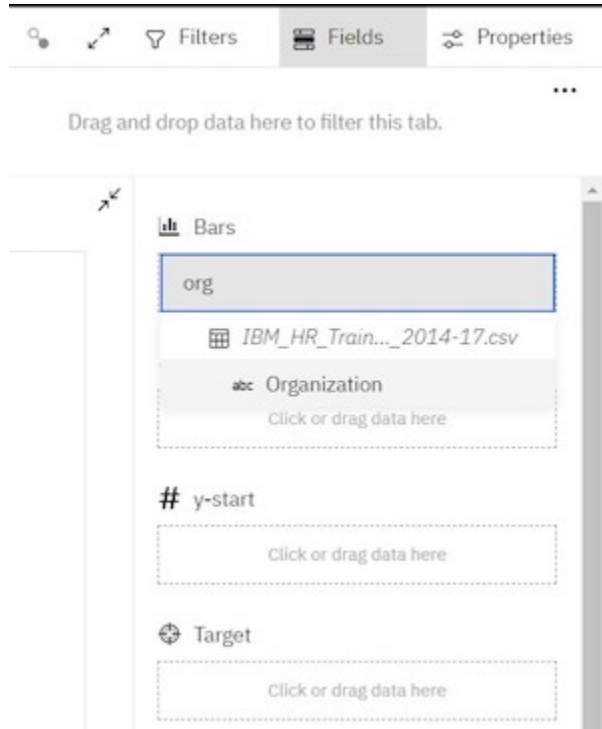 Filters Fields Properties
Drag and drop data here to filter this tab.
Bars
org
IBM_HR_Train..._2014-17.csv
abc Organization
Click or drag data here
# y-start
Click or drag data here
Target
Click or drag data here